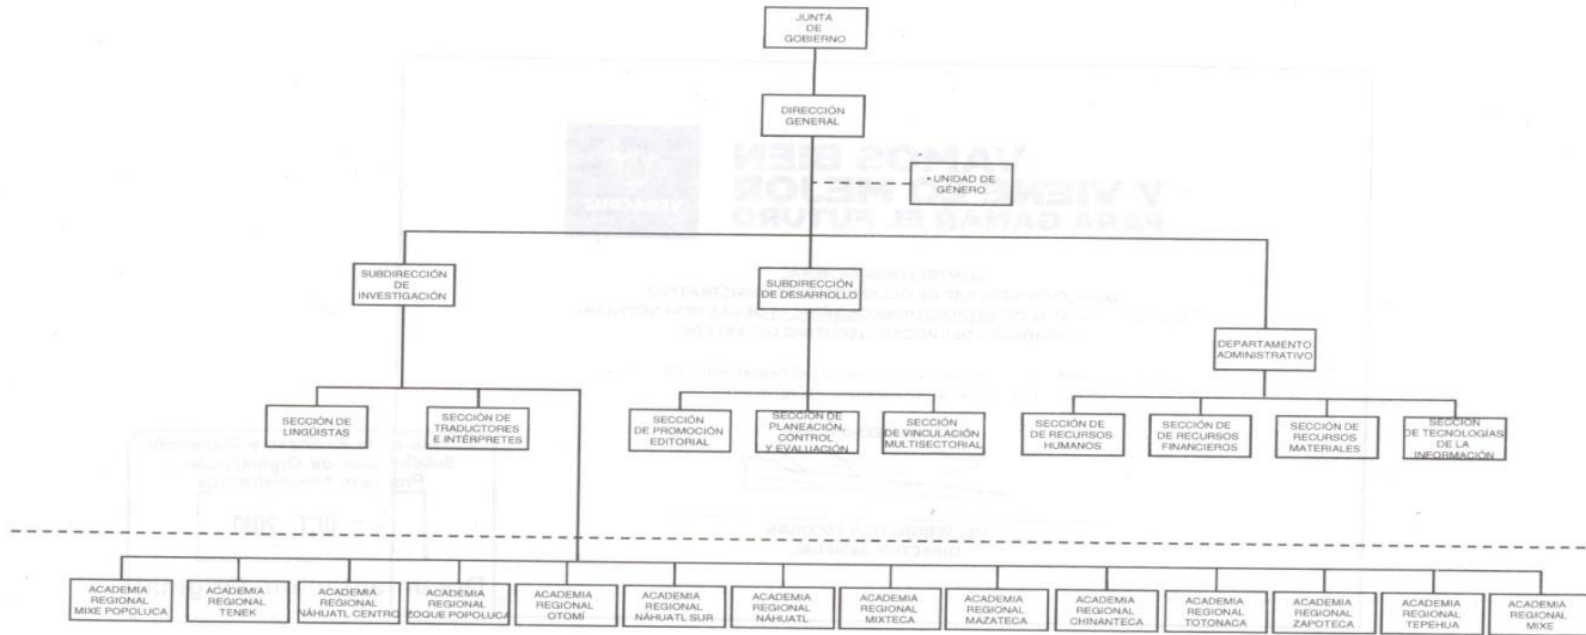 JUNTA
DE
GOBIERNO
DIRECCIÓN
GENERAL
* UNIDAD DE
GÉNERO
VAMOS BIEN
Y VIENE LO MEJOR
PARA GANAR EL FUTURO
VERACRUZ
SUBDIRECCIÓN
DE
INVESTIGACIÓN
SUBDIRECCIÓN
DE DESARROLLO
DEPARTAMENTO
ADMINISTRATIVO
SECCIÓN DE
LINGÜISTAS
SECCIÓN DE
TRADUCTORES
E INTÉRPRETES
SECCIÓN
DE PROMOCIÓN
EDITORIAL
SECCIÓN DE
PLANEACIÓN,
CONTROL
Y EVALUACIÓN
SECCIÓN
DE VINCULACIÓN
MULTISECTORIAL
SECCIÓN DE
DE RECURSOS
HUMANOS
SECCIÓN DE
DE RECURSOS
FINANCIEROS
SECCIÓN DE
RECURSOS
MATERIALES
SECCIÓN
DE TECNOLOGÍAS
DE LA
INFORMACIÓN
DIRECTOR GENERAL
ACADEMIA
REGIONAL
MIXE POPOLUCA
ACADEMIA
REGIONAL
TENEK
ACADEMIA
REGIONAL
NÁHUATL CENTRO
ACADEMIA
REGIONAL
ZOQUE POPOLUCA
ACADEMIA
REGIONAL
OTOMÍ
ACADEMIA
REGIONAL
NÁHUATL SUR
ACADEMIA
REGIONAL
NÁHUATL
ACADEMIA
REGIONAL
MIXTECA
ACADEMIA
REGIONAL
MAZATECA
ACADEMIA
REGIONAL
CHINANTECA
ACADEMIA
REGIONAL
TOTONACA
ACADEMIA
REGIONAL
ZAPOTECA
ACADEMIA
REGIONAL
TEPEHUA
ACADEMIA
REGIONAL
MIXE